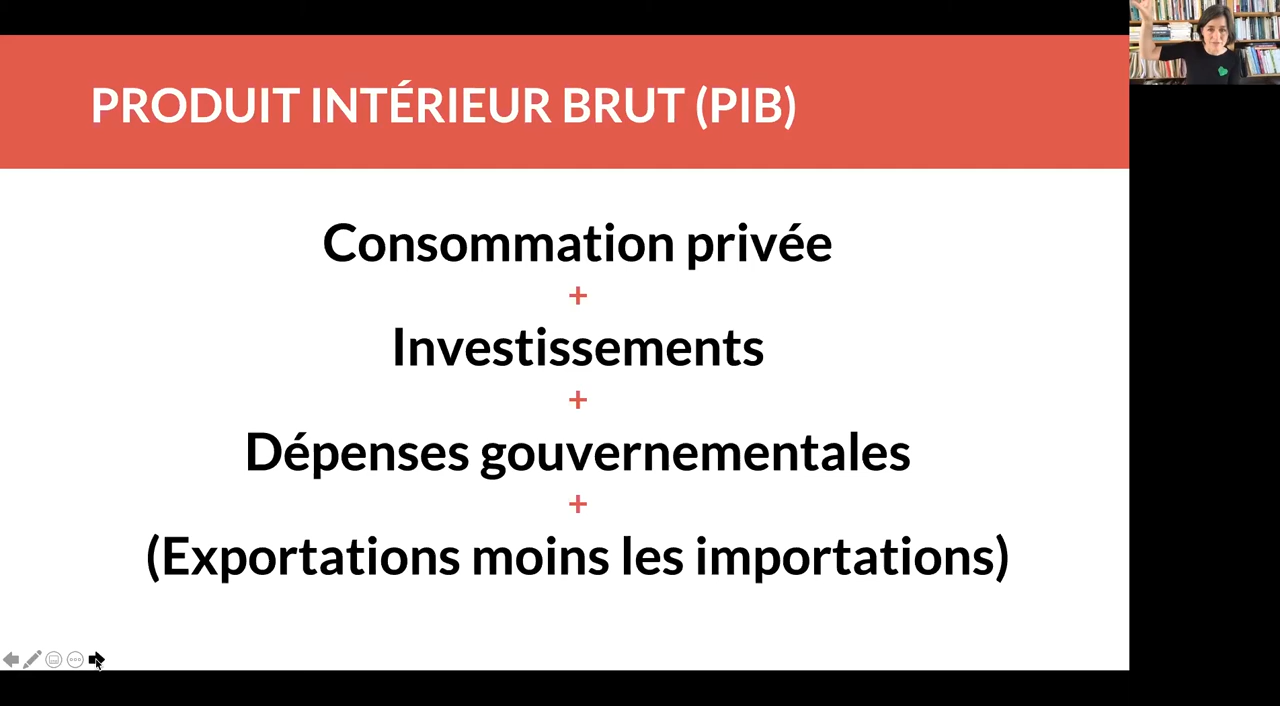 PRODUIT INTÉRIEUR BRUT (PIB)
Consommation privée
+
Investissements
+
Dépenses gouvernementales
+
(Exportations moins les importations)